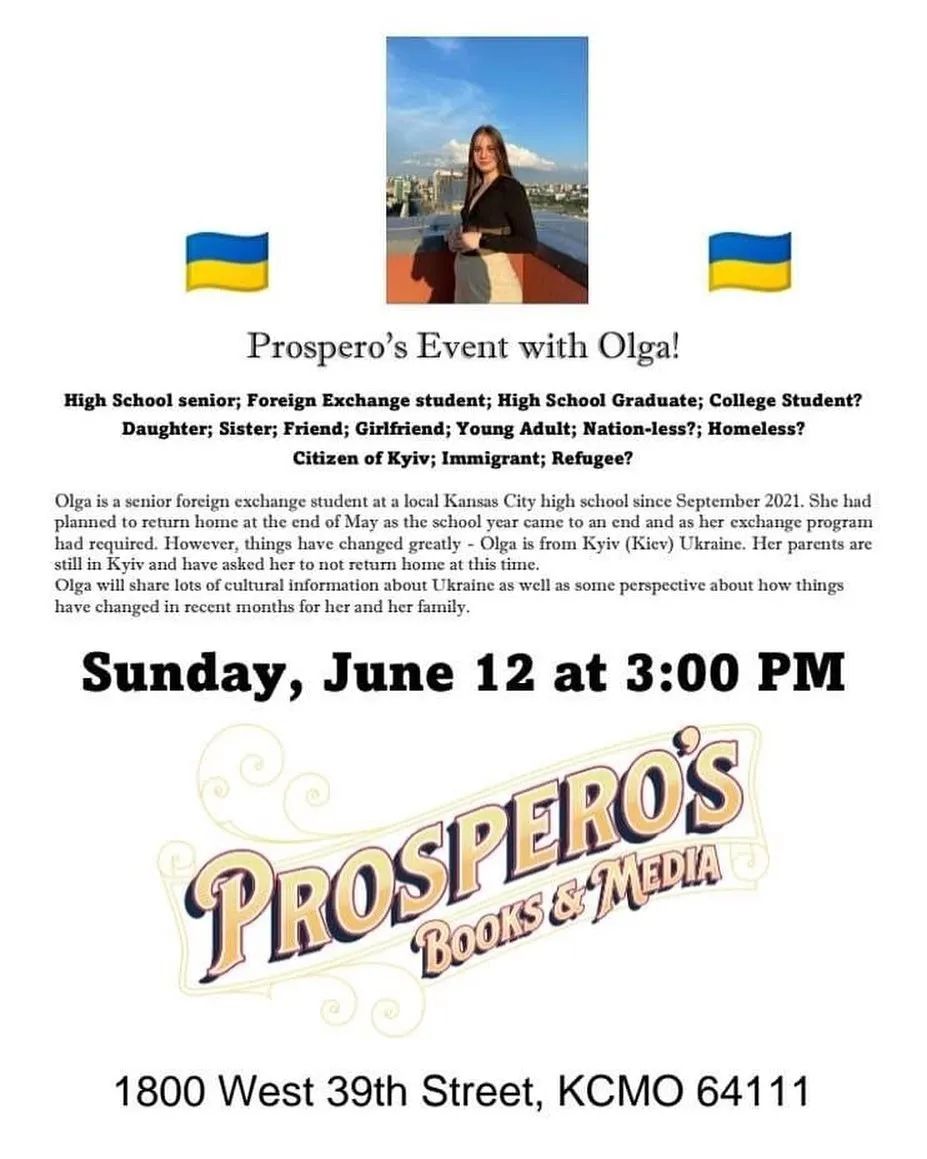 Prospero's Event with Olga!
High School senior; Foreign Exchange student; High School Graduate; College Student?
Daughter; Sister; Friend; Girlfriend; Young Adult; Nation-less?; Homeless?
Citizen of Kyiv; Immigrant; Refugee?
Olga is a senior foreign exchange student at a local Kansas City high school since September 2021. She had
planned to return home at the end of May as the school year came to an end and as her exchange program
had required. However, things have changed greatly - Olga is from Kyiv (Kiev) Ukraine. Her parents are
still in Kyiv and have asked her to not return home at this time.
Olga will share lots of cultural information about Ukraine as well as some perspective about how things
have changed in recent months for her and her family.
Sunday, June 12 at 3:00 PM
PROSPERO'S
BOOKS & MEDIA
1800 West 39th Street, KCMO 64111